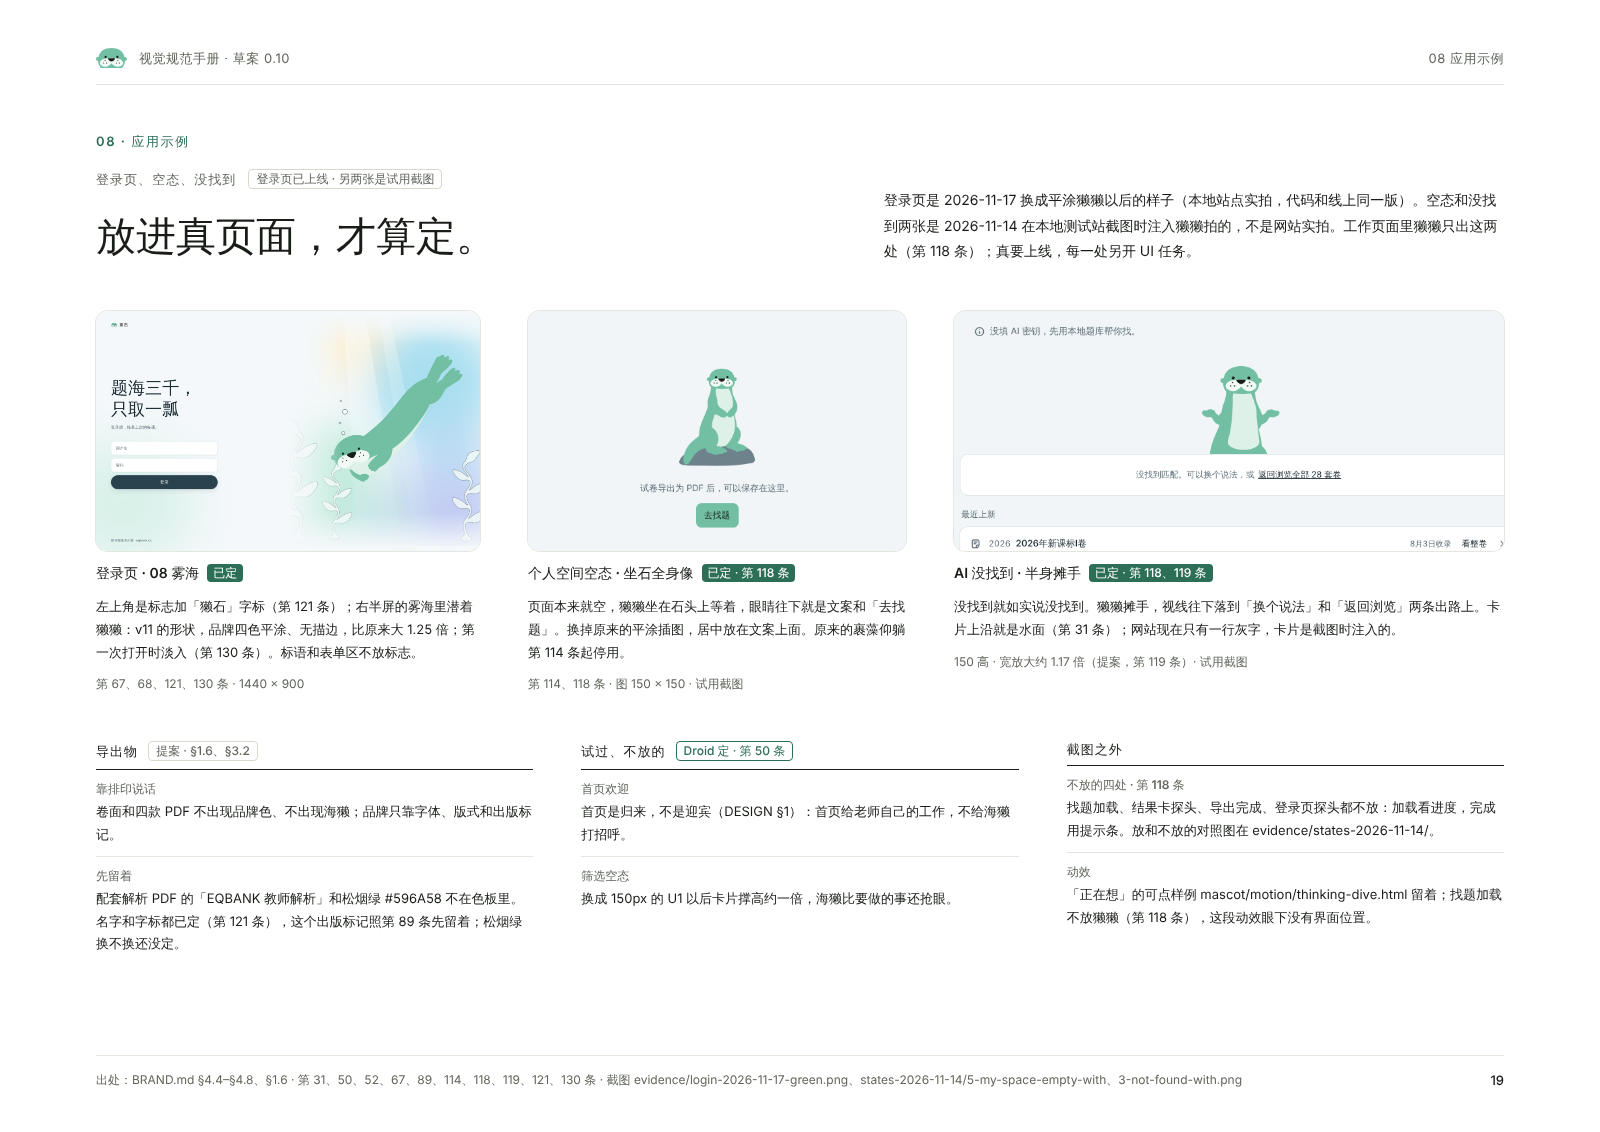 视觉规范手册 · 草案 0.10
08 应用示例
08 · 应用示例
登录页、空态、没找到 登录页已上线 · 另两张是试用截图
放进真页面，才算定。
登录页是 2026-11-17 换成平涂獭獭以后的样子（本地站点实拍，代码和线上同一版）。空态和没找
到两张是 2026-11-14 在本地测试站截图时注入獭獭拍的，不是网站实拍。工作页面里獭獭只出这两
处（第 118 条）；真要上线，每一处另开 UI 任务。
獭石
题海三千，
只取一瓢
登录
试卷导出为 PDF 后，可以保存在这里。
去找题
没填 AI 密钥，先用本地题库帮你找。
没找到匹配。可以换个说法，或 返回浏览全部 28 套卷
最近上新
2026 2026年新课标I卷 8月3日收录 看整卷
登录页 · 08 雾海 已定
左上角是标志加「獭石」字标（第 121 条）；右半屏的雾海里潜着
獭獭：v11 的形状，品牌四色平涂、无描边，比原来大 1.25 倍；第
一次打开时淡入（第 130 条）。标语和表单区不放标志。
第 67、68、121、130 条 · 1440 × 900
个人空间空态 · 坐石全身像 已定 · 第 118 条
页面本来就空，獭獭坐在石头上等着，眼睛往下就是文案和「去找
题」。换掉原来的平涂插图，居中放在文案上面。原来的裹藻仰躺
第 114 条起停用。
第 114、118 条 · 图 150 × 150 · 试用截图
AI 没找到 · 半身摊手 已定 · 第 118、119 条
没找到就如实说没找到。獭獭摊手，视线往下落到「换个说法」和「返回浏览」两条出路上。卡
片上沿就是水面（第 31 条）；网站现在只有一行灰字，卡片是截图时注入的。
150 高 · 宽放大约 1.17 倍（提案，第 119 条）· 试用截图
导出物 提案 · §1.6、§3.2
靠排印说话
卷面和四款 PDF 不出现品牌色、不出现海獭；品牌只靠字体、版式和出版标
记。
先留着
配套解析 PDF 的「EQBANK 教师解析」和松烟绿 #596A58 不在色板里。
名字和字标都已定（第 121 条），这个出版标记照第 89 条先留着；松烟绿
换不换还没定。
试过、不放的 Droid 定 · 第 50 条
首页欢迎
首页是归来，不是迎宾（DESIGN §1）：首页给老师自己的工作，不给海獭
打招呼。
筛选空态
换成 150px 的 U1 以后卡片撑高约一倍，海獭比要做的事还抢眼。
截图之外
不放的四处 · 第 118 条
找题加载、结果卡探头、导出完成、登录页探头都不放：加载看进度，完成
用提示条。放和不放的对照图在 evidence/states-2026-11-14/。
动效
「正在想」的可点样例 mascot/motion/thinking-dive.html 留着；找题加载
不放獭獭（第 118 条），这段动效眼下没有界面位置。
出处：BRAND.md §4.4–§4.8、§1.6 · 第 31、50、52、67、89、114、118、119、121、130 条 · 截图 evidence/login-2026-11-17-green.png、states-2026-11-14/5-my-space-empty-with、3-not-found-with.png
19